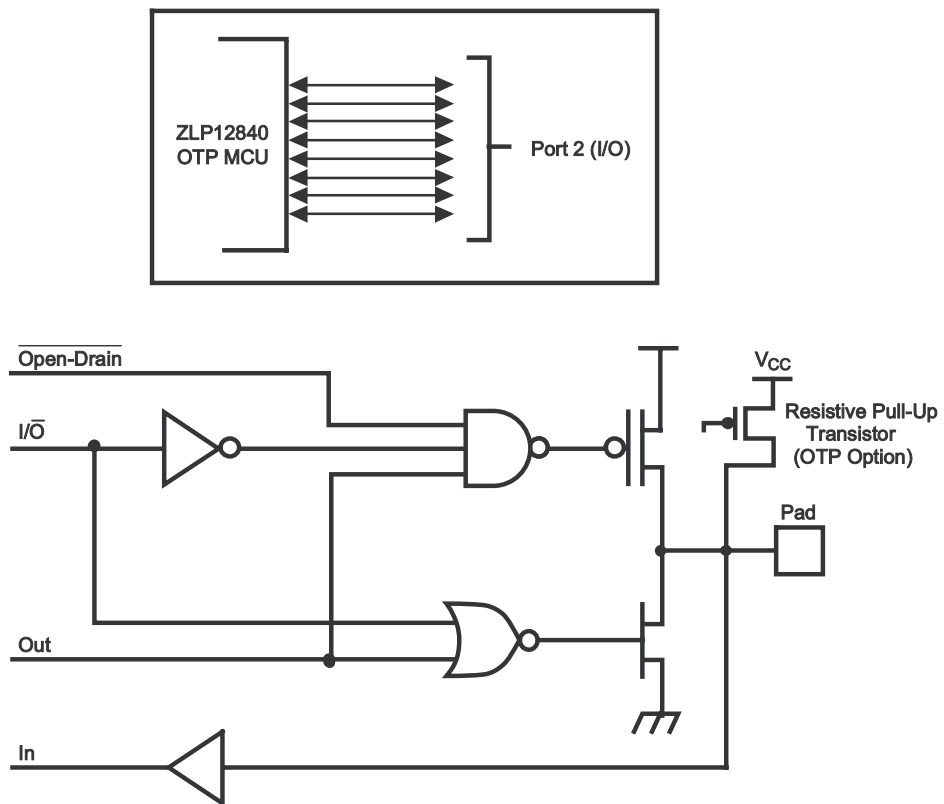 ZLP12840
OTP MCU
Port 2 (I/O)
Open-Drain
VCC
I/O̅
Resistive Pull-Up
Transistor
(OTP Option)
Pad
Out
In